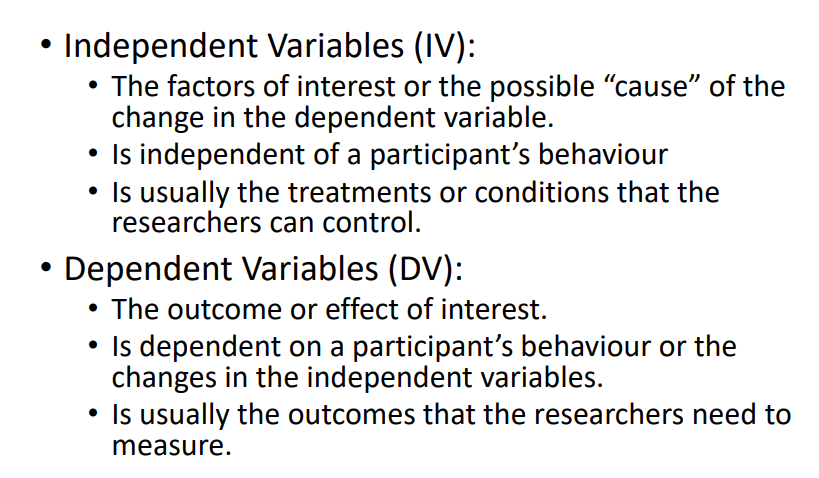 • Independent Variables (IV):
• The factors of interest or the possible “cause” of the
change in the dependent variable.
• Is independent of a participant’s behaviour
• Is usually the treatments or conditions that the
researchers can control.
• Dependent Variables (DV):
• The outcome or effect of interest.
• Is dependent on a participant’s behaviour or the
changes in the independent variables.
• Is usually the outcomes that the researchers need to
measure.